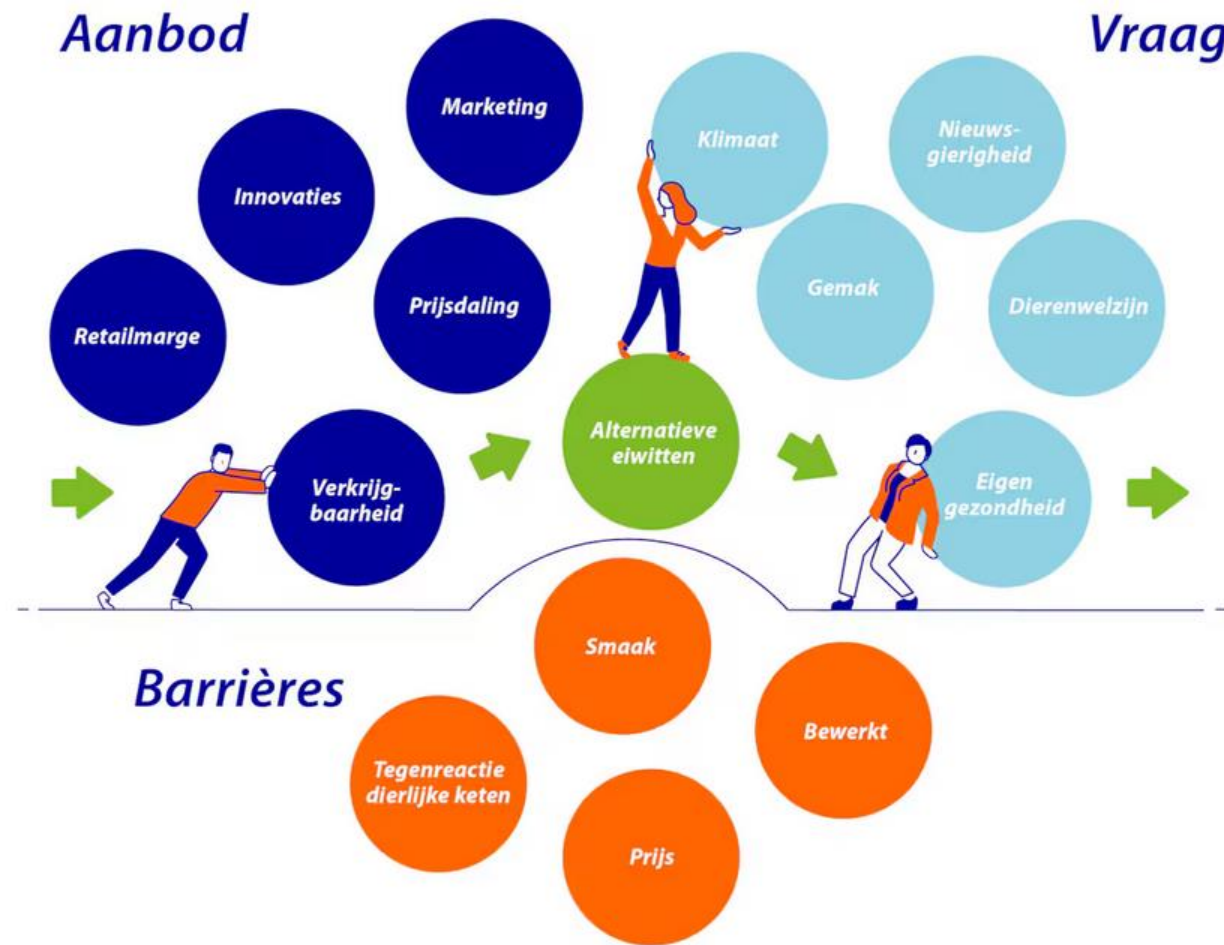 Aanbod
Vraag
Marketing
Innovaties
Prijsdaling
Retailmarge
Verkrijg-
baarheid
Alternatieve
eiwitten
Klimaat
Nieuws-
gierigheid
Gemak
Dierenwelzijn
Eigen
gezondheid
Barrières
Smaak
Bewerkt
Tegenreactie
dierlijke keten
Prijs